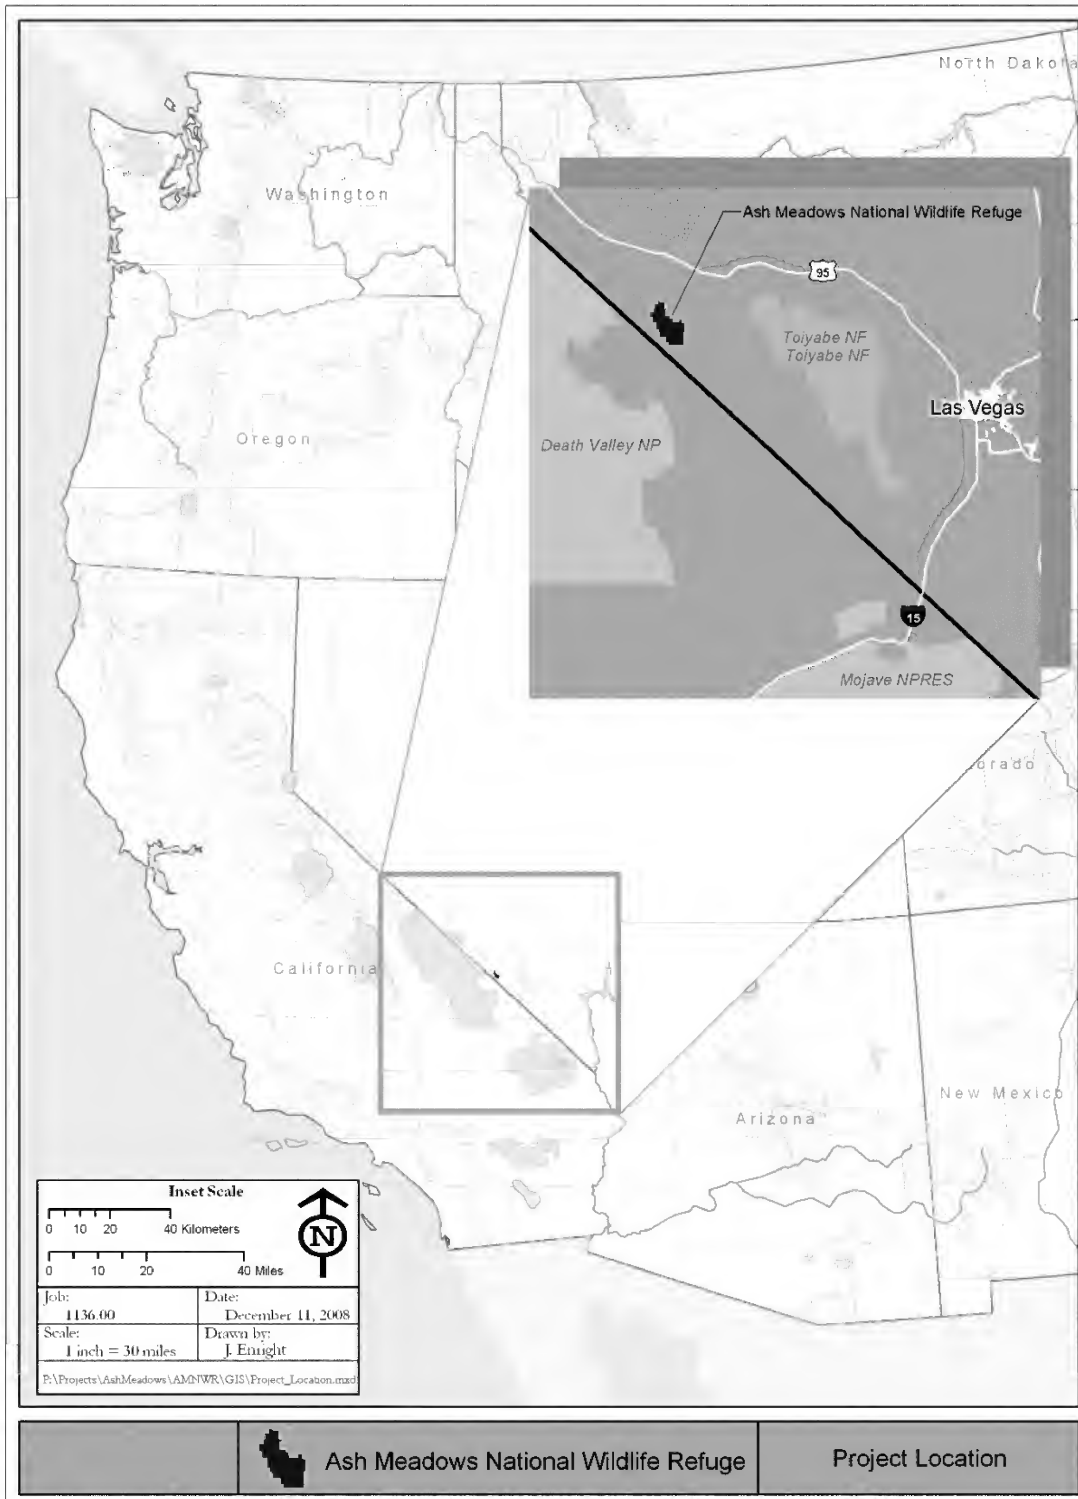 North Dakota
Washington
Ash Meadows National Wildlife Refuge
95
Toiyabe NF
Toiyabe NF
Las Vegas
Oregon
Death Valley NP
15
Mojave NPRES
orado
California
New Mexico
Arizona
Inset Scale
0 10 20 40 Kilometers
0 10 20 40 Miles
N
Job:
1136.00
Date:
December 11, 2008
Scale:
1 inch = 30 miles
Drawn by:
J. Enright
P:\Projects\AshMeadows\AMNWR\GIS\Project_Location.mxd
Ash Meadows National Wildlife Refuge
Project Location